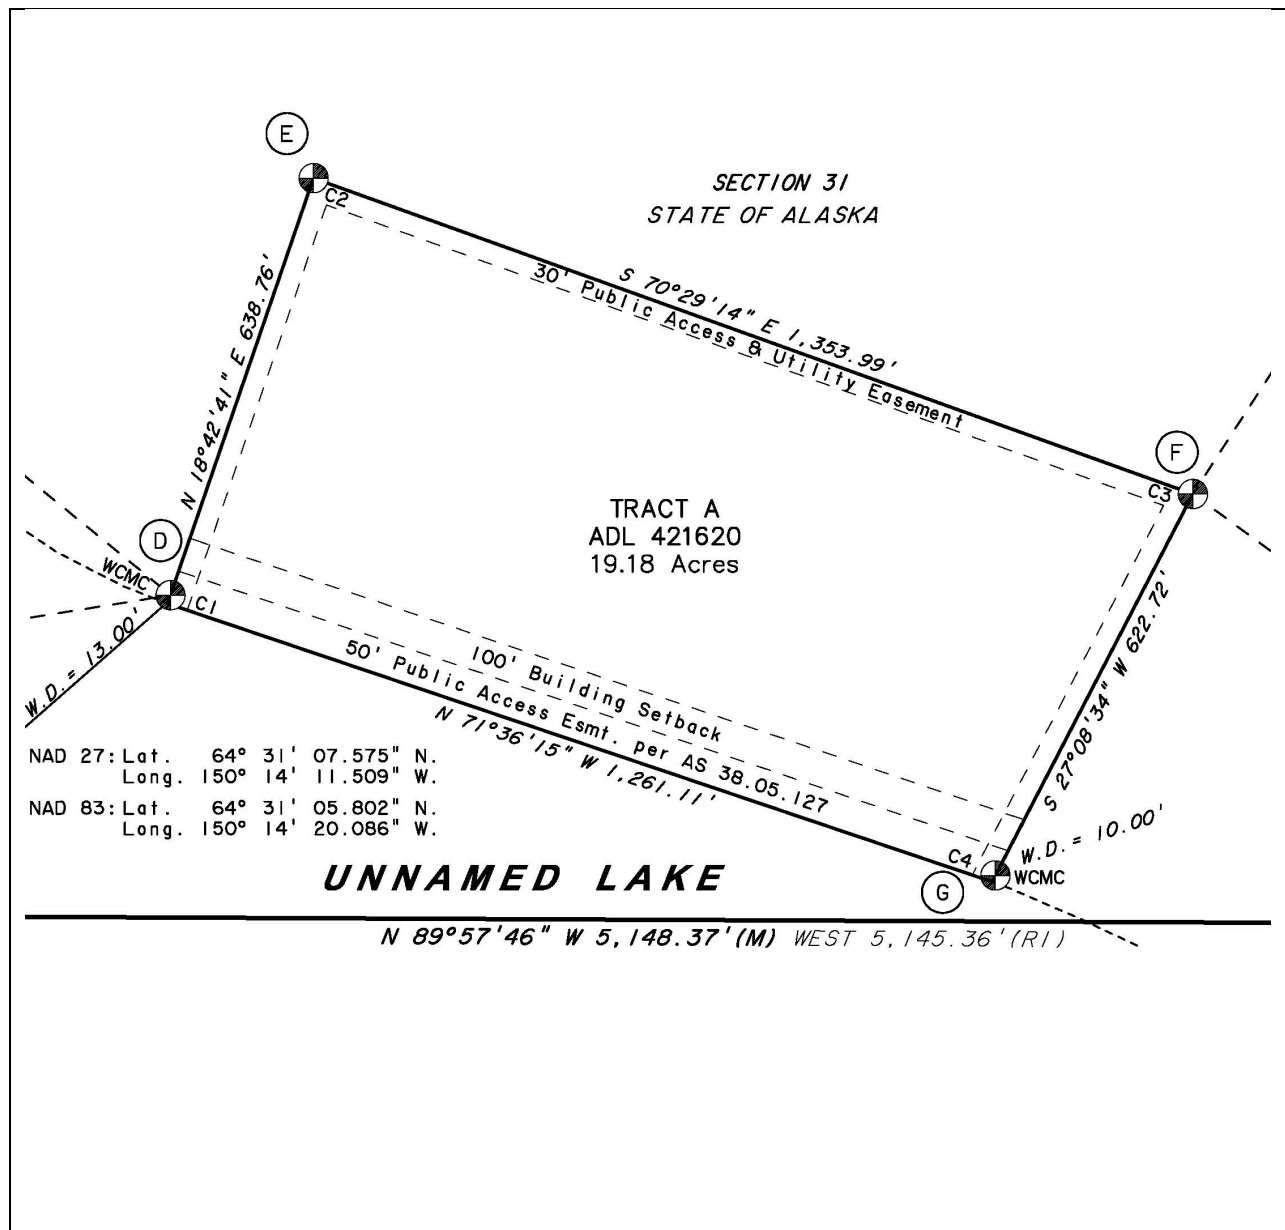 E
SECTION 31
STATE OF ALASKA
C2
S 70°29'14" E 1,353.99'
30' Public Access & Utility Easement
N 18°42'41" E 638.76'
F
C3
TRACT A
ADL 421620
19.18 Acres
D
WCMC
C1
W.D. = 13.00'
S 27°08'34" W 622.72'
100' Building Setback
50' Public Access Esmt. per AS 38.05.127
N 71°36'15" W 1,261.11'
NAD 27: Lat. 64° 31' 07.575" N.
Long. 150° 14' 11.509" W.
NAD 83: Lat. 64° 31' 05.802" N.
Long. 150° 14' 20.086" W.
W.D. = 10.00'
C4
WCMC
G
UNNAMED LAKE
N 89°57'46" W 5,148.37'(M) WEST 5,145.36'(R1)